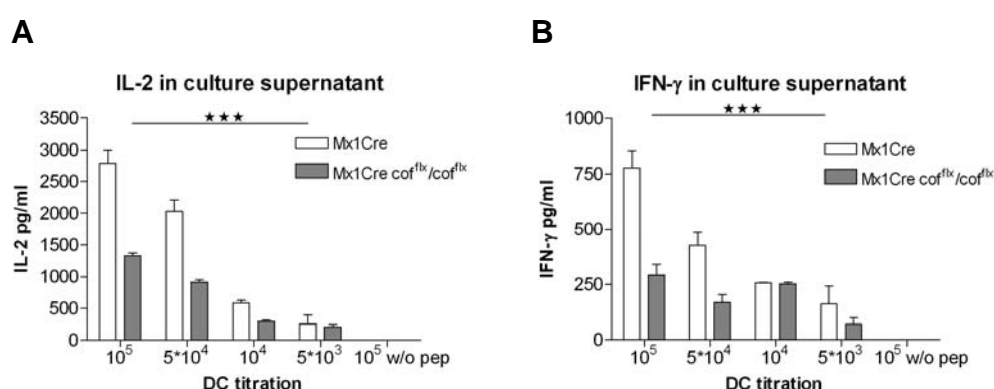 A
IL-2 in culture supernatant
★★★
3500
3000
2500
2000
1500
1000
500
0
IL-2 pg/ml
Mx1Cre
Mx1Cre cof^flx/cof^flx
10^5 5*10^4 10^4 5*10^3 10^5 w/o pep
DC titration
B
IFN-γ in culture supernatant
★★★
1000
750
500
250
0
IFN-γ pg/ml
Mx1Cre
Mx1Cre cof^flx/cof^flx
10^5 5*10^4 10^4 5*10^3 10^5 w/o pep
DC titration